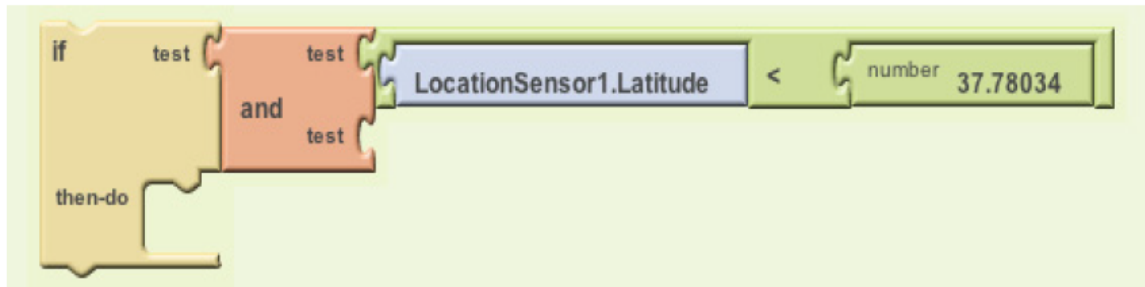 if test test LocationSensor1.Latitude < number 37.78034
and
test
then-do